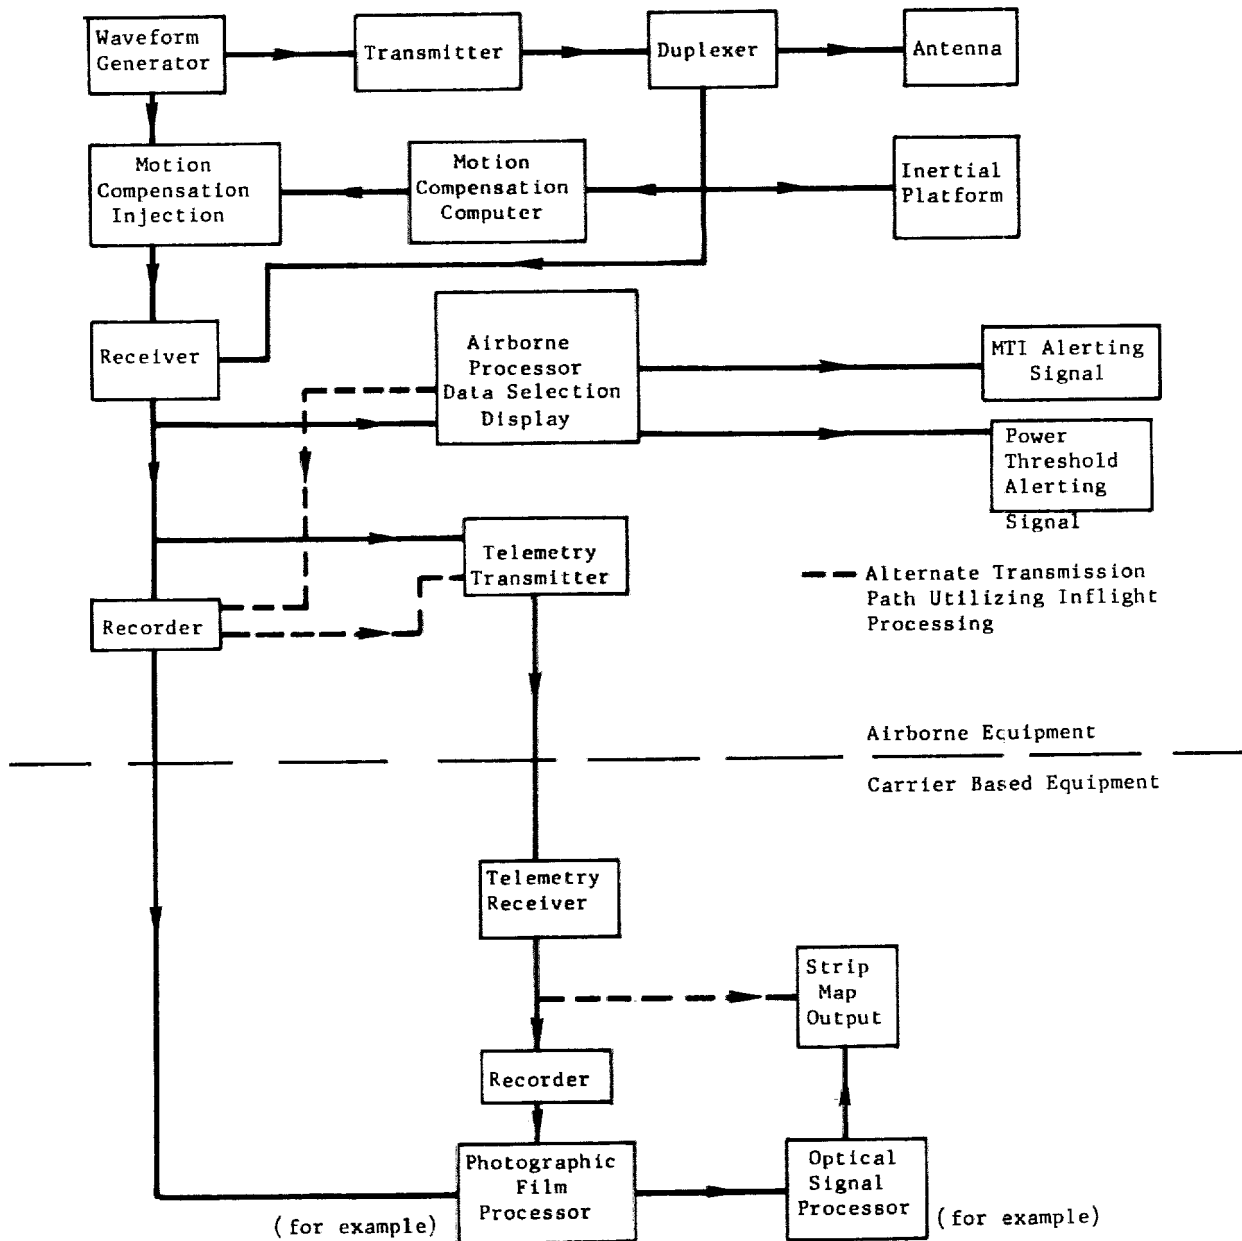 Waveform
Generator
Transmitter
Duplexer
Antenna
Motion
Compensation
Injection
Motion
Compensation
Computer
Inertial
Platform
Receiver
Airborne
Processor
Data Selection
Display
MTI Alerting
Signal
Power
Threshold
Alerting
Signal
Telemetry
Transmitter
Alternate Transmission
Path Utilizing Inflight
Processing
Recorder
Airborne Equipment
Carrier Based Equipment
Telemetry
Receiver
Strip
Map
Output
Recorder
Photographic
Film
Processor
(for example)
Optical
Signal
Processor
(for example)